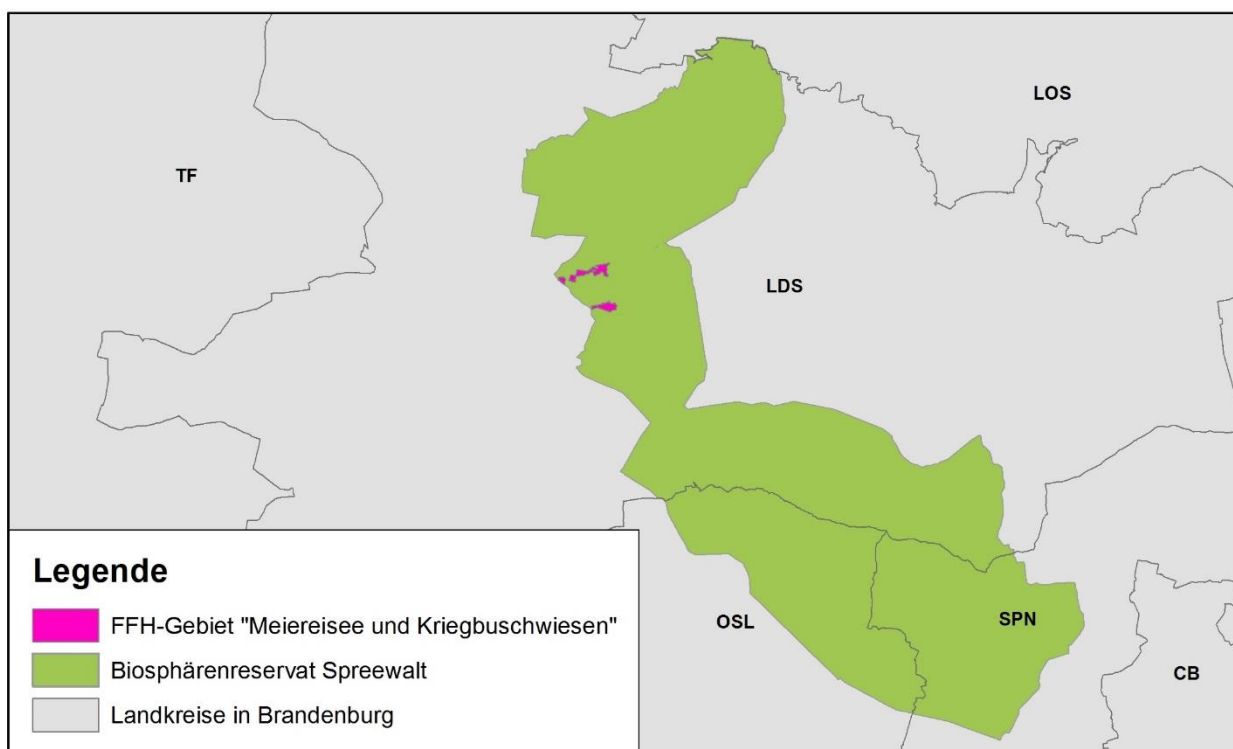 LOS
TF
LDS
OSL
SPN
CB
Legende
FFH-Gebiet "Meiereisee und Kriegbuschwiesen"
Biosphärenreservat Spreewalt
Landkreise in Brandenburg